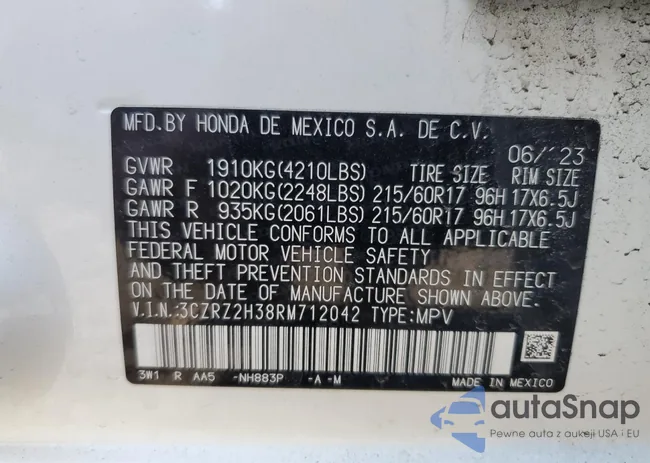 MFD.BY HONDA DE MEXICO S.A. DE C.V.
06/'23
GVWR 1910KG(4210LBS) TIRE SIZE RIM SIZE
GAWR F 1020KG(2248LBS) 215/60R17 96H 17X6.5J
GAWR R 935KG(2061LBS) 215/60R17 96H 17X6.5J
THIS VEHICLE CONFORMS TO ALL APPLICABLE
FEDERAL MOTOR VEHICLE SAFETY
AND THEFT PREVENTION STANDARDS IN EFFECT
ON THE DATE OF MANUFACTURE SHOWN ABOVE.
V.I.N.:3CZRZ2H38RM712042 TYPE:MPV
3W1 R AA5 -NH883P -A -M
MADE IN MEXICO
autaSnap
Pewne auta z aukcji USA i EU